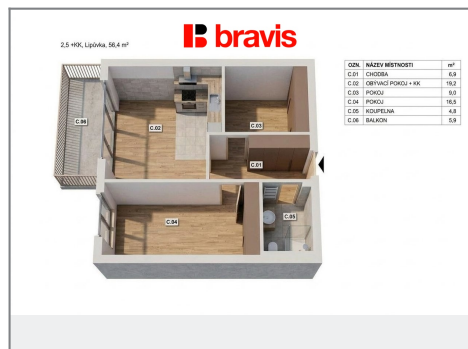 bravis
2,5 +KK, Lipůvka, 56,4 m²
OZN. NÁZEV MÍSTNOSTI m²
C.01 CHODBA 6,9
C.02 OBÝVACÍ POKOJ + KK 19,2
C.03 POKOJ 9,0
C.04 POKOJ 16,5
C.05 KOUPELNA 4,8
C.06 BALKON 5,9
C.06
C.02
C.03
C.01
C.04
C.05